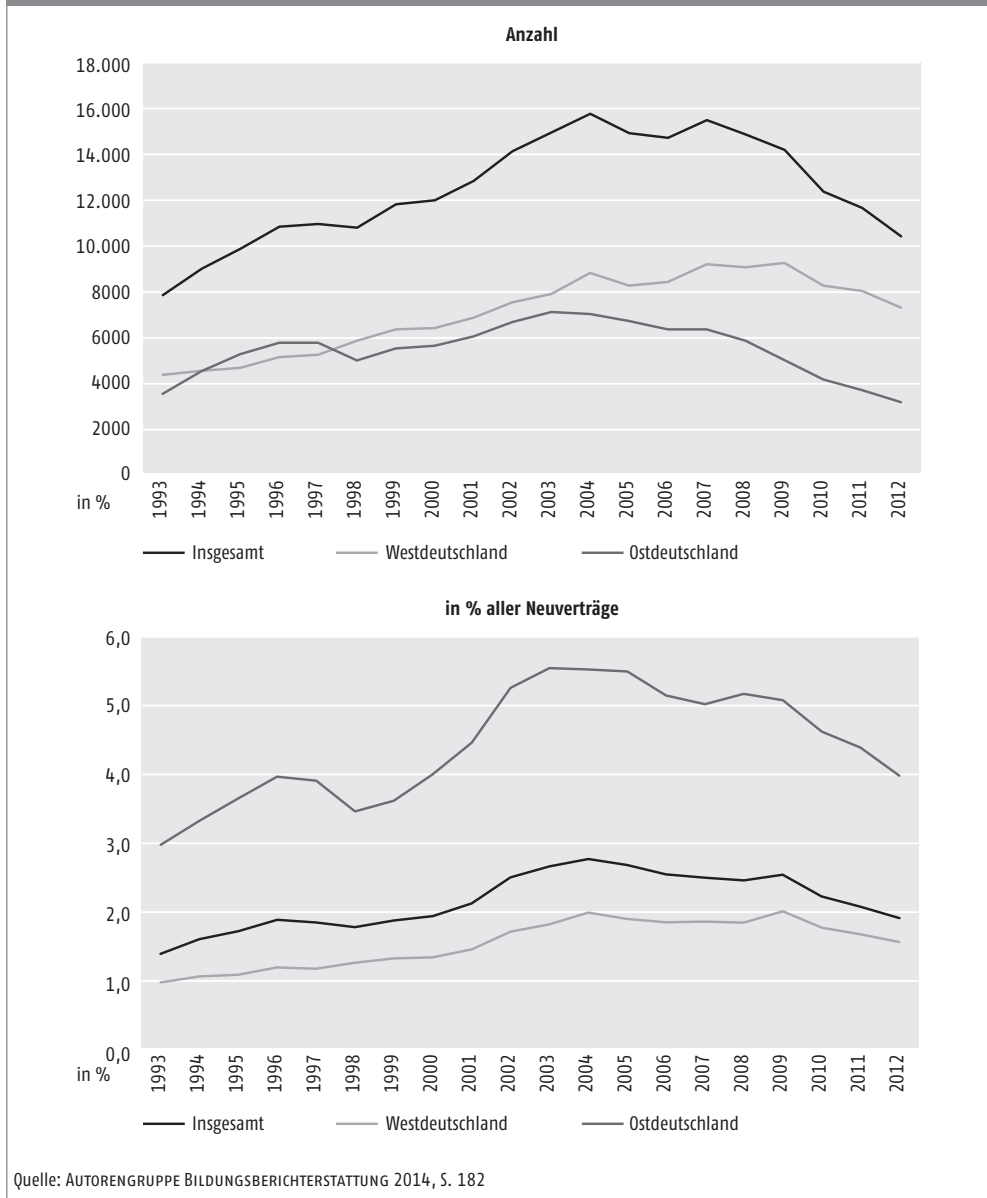 Anzahl
18.000
16.000
14.000
12.000
10.000
8000
6000
4000
2000
0
in %
1993 1994 1995 1996 1997 1998 1999 2000 2001 2002 2003 2004 2005 2006 2007 2008 2009 2010 2011 2012
Insgesamt Westdeutschland Ostdeutschland
in % aller Neuverträge
6,0
5,0
4,0
3,0
2,0
1,0
0,0
in %
1993 1994 1995 1996 1997 1998 1999 2000 2001 2002 2003 2004 2005 2006 2007 2008 2009 2010 2011 2012
Insgesamt Westdeutschland Ostdeutschland
Quelle: AUTORENGRUPPE BILDUNGSBERICHTERSTATTUNG 2014, S. 182